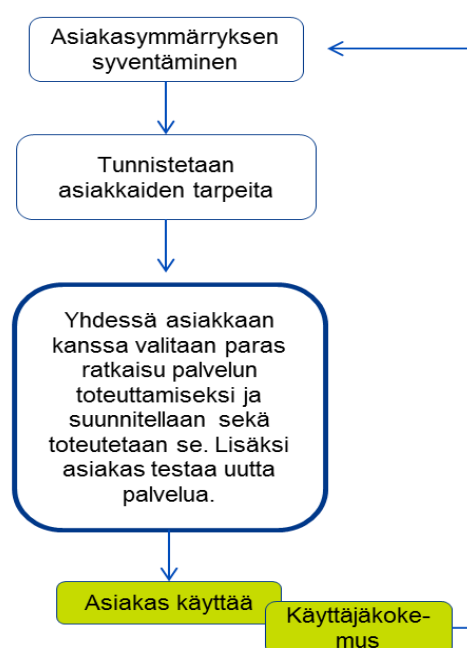 Asiakasymmärryksen
syventäminen
Tunnistetaan
asiakkaiden tarpeita
Yhdessä asiakkaan
kanssa valitaan paras
ratkaisu palvelun
toteuttamiseksi ja
suunnitellaan sekä
toteutetaan se. Lisäksi
asiakas testaa uutta
palvelua.
Asiakas käyttää
Käyttäjäkoke-
mus